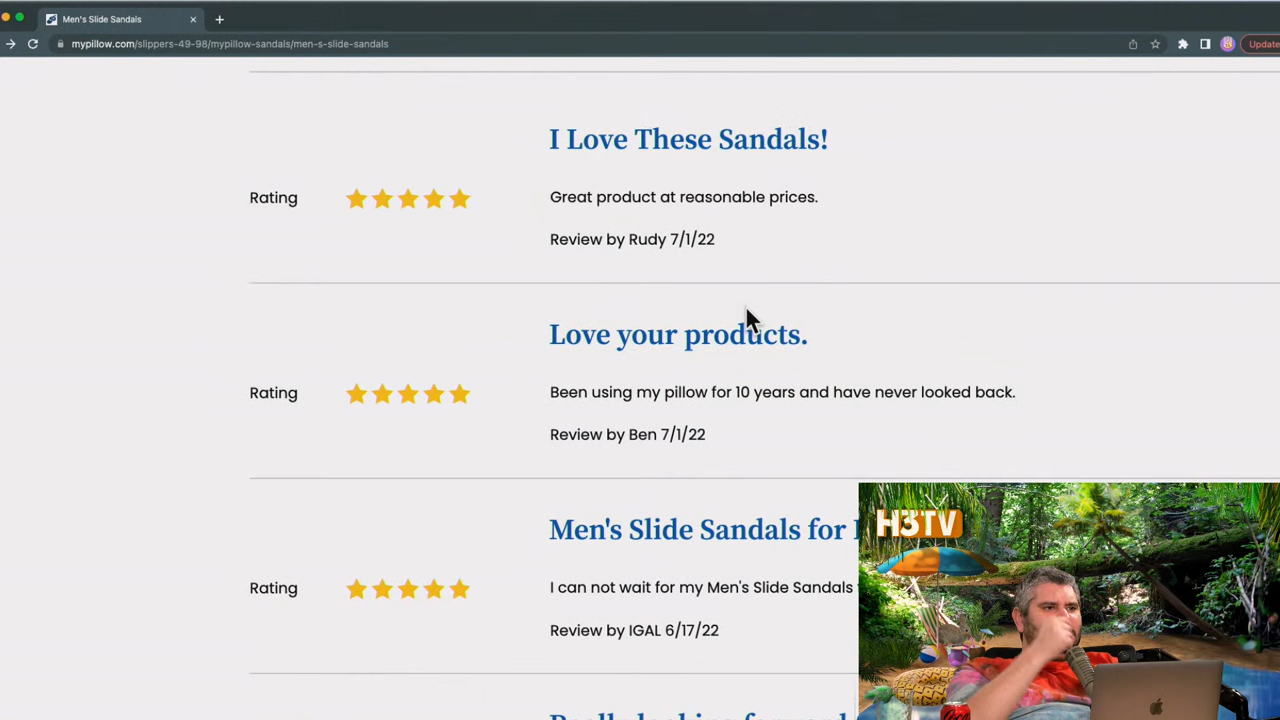 Men's Slide Sandals
mypillow.com/slippers-49-98/mypillow-sandals/men-s-slide-sandals
Update
I Love These Sandals!
Rating
Great product at reasonable prices.
Review by Rudy 7/1/22
Love your products.
Rating
Been using my pillow for 10 years and have never looked back.
Review by Ben 7/1/22
Men's Slide Sandals for
Rating
I can not wait for my Men's Slide Sandals
Review by IGAL 6/17/22
H3TV
Really looking forward